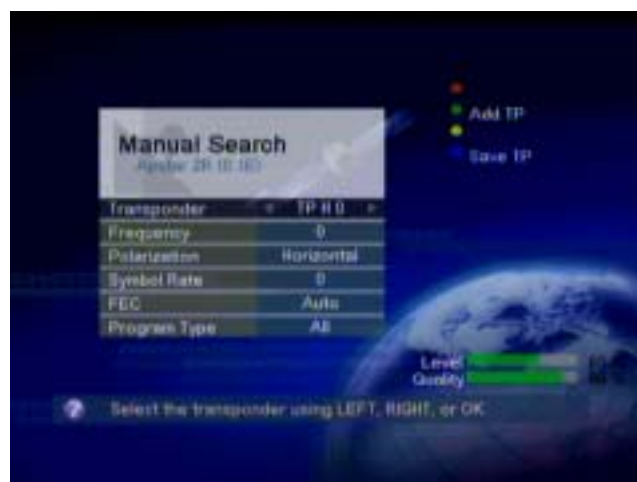 Manual Search
Add TP
Save TP
Transponder TP # 0
Frequency 0
Polarization Horizontal
Symbol Rate 0
FEC Auto
Program Type All
Level
Quality
Select the transponder using LEFT, RIGHT, or OK